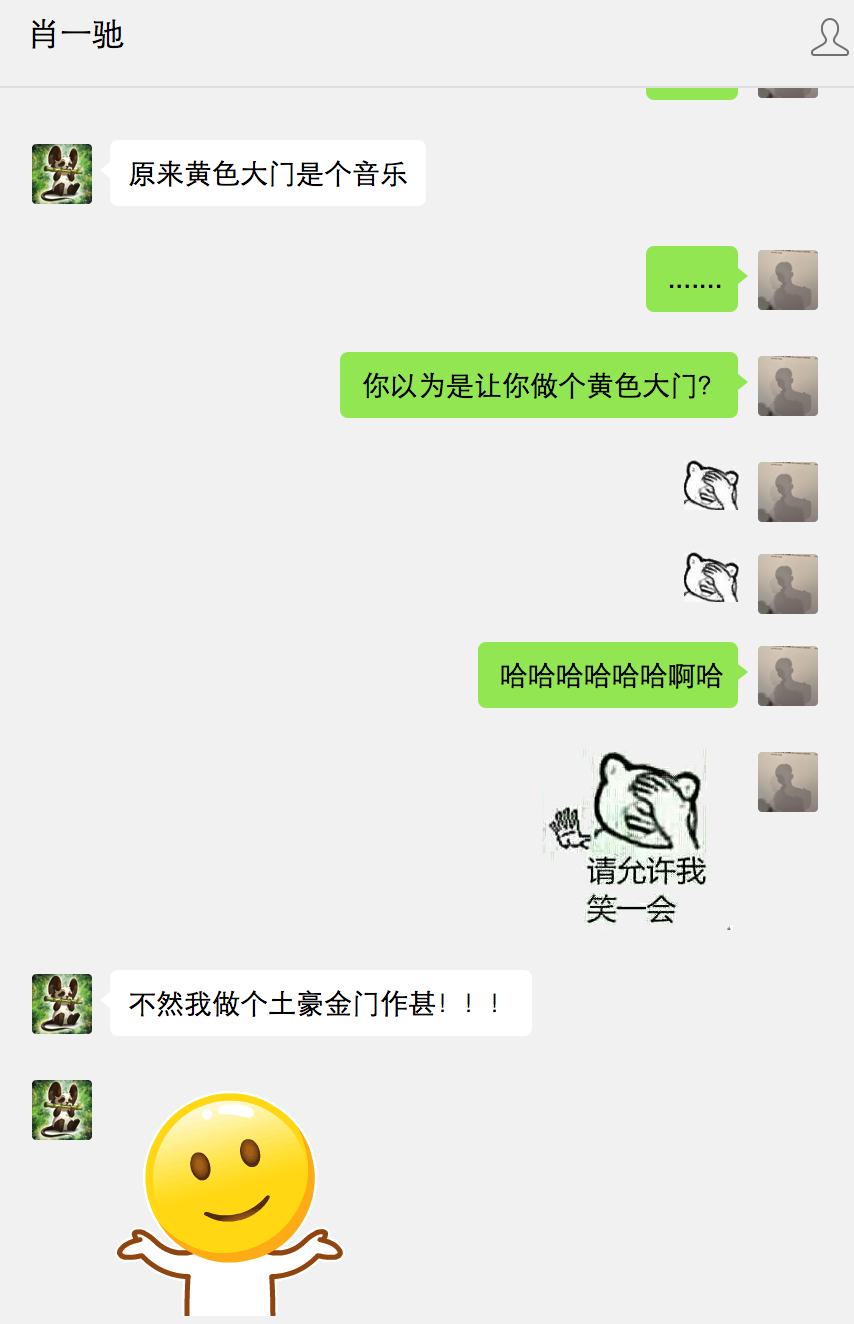 肖一驰
原来黄色大门是个音乐
.......
你以为是让你做个黄色大门?
哈哈哈哈哈哈啊哈
请允许我
笑一会
不然我做个土豪金门作甚！！！